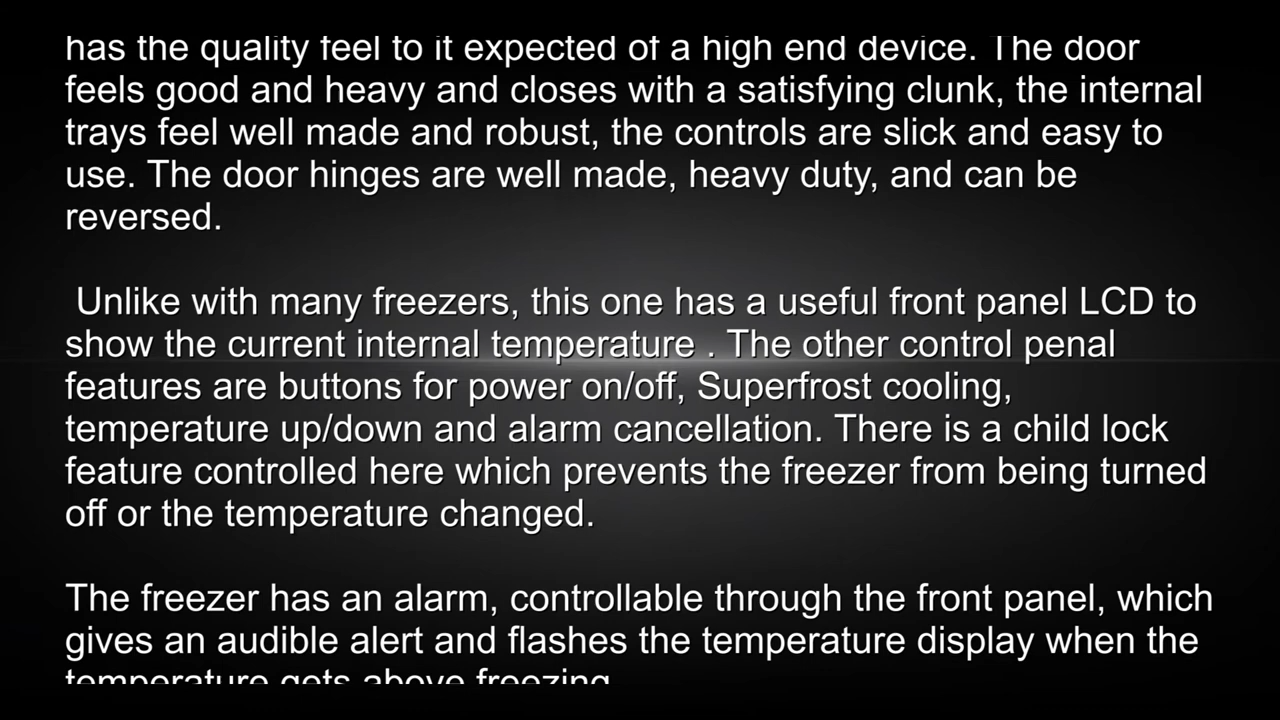 has the quality feel to it expected of a high end device. The door
feels good and heavy and closes with a satisfying clunk, the internal
trays feel well made and robust, the controls are slick and easy to
use. The door hinges are well made, heavy duty, and can be
reversed.
Unlike with many freezers, this one has a useful front panel LCD to
show the current internal temperature . The other control penal
features are buttons for power on/off, Superfrost cooling,
temperature up/down and alarm cancellation. There is a child lock
feature controlled here which prevents the freezer from being turned
off or the temperature changed.
The freezer has an alarm, controllable through the front panel, which
gives an audible alert and flashes the temperature display when the
temperature gets above freezing